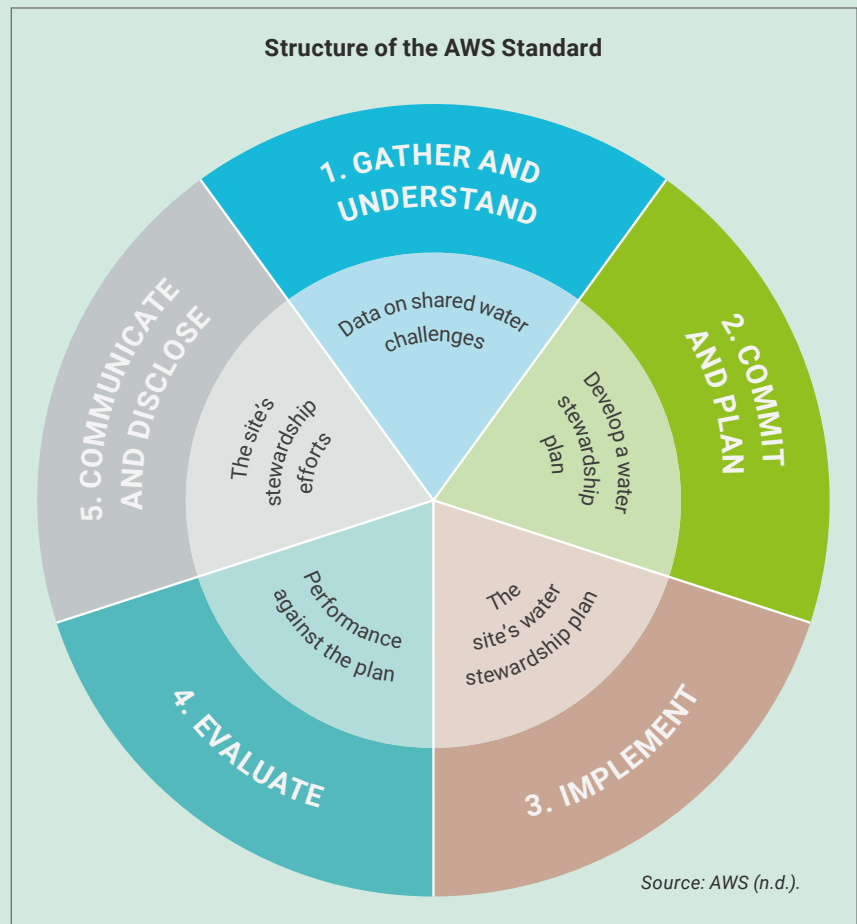 Structure of the AWS Standard
1. GATHER AND
UNDERSTAND
Data on shared water
challenges
2. COMMIT
AND PLAN
Develop a water
stewardship
plan
3. IMPLEMENT
The
site's water
stewardship plan
4. EVALUATE
Performance
against the plan
5. COMMUNICATE
AND DISCLOSE
The site's
stewardship
efforts
Source: AWS (n.d.).